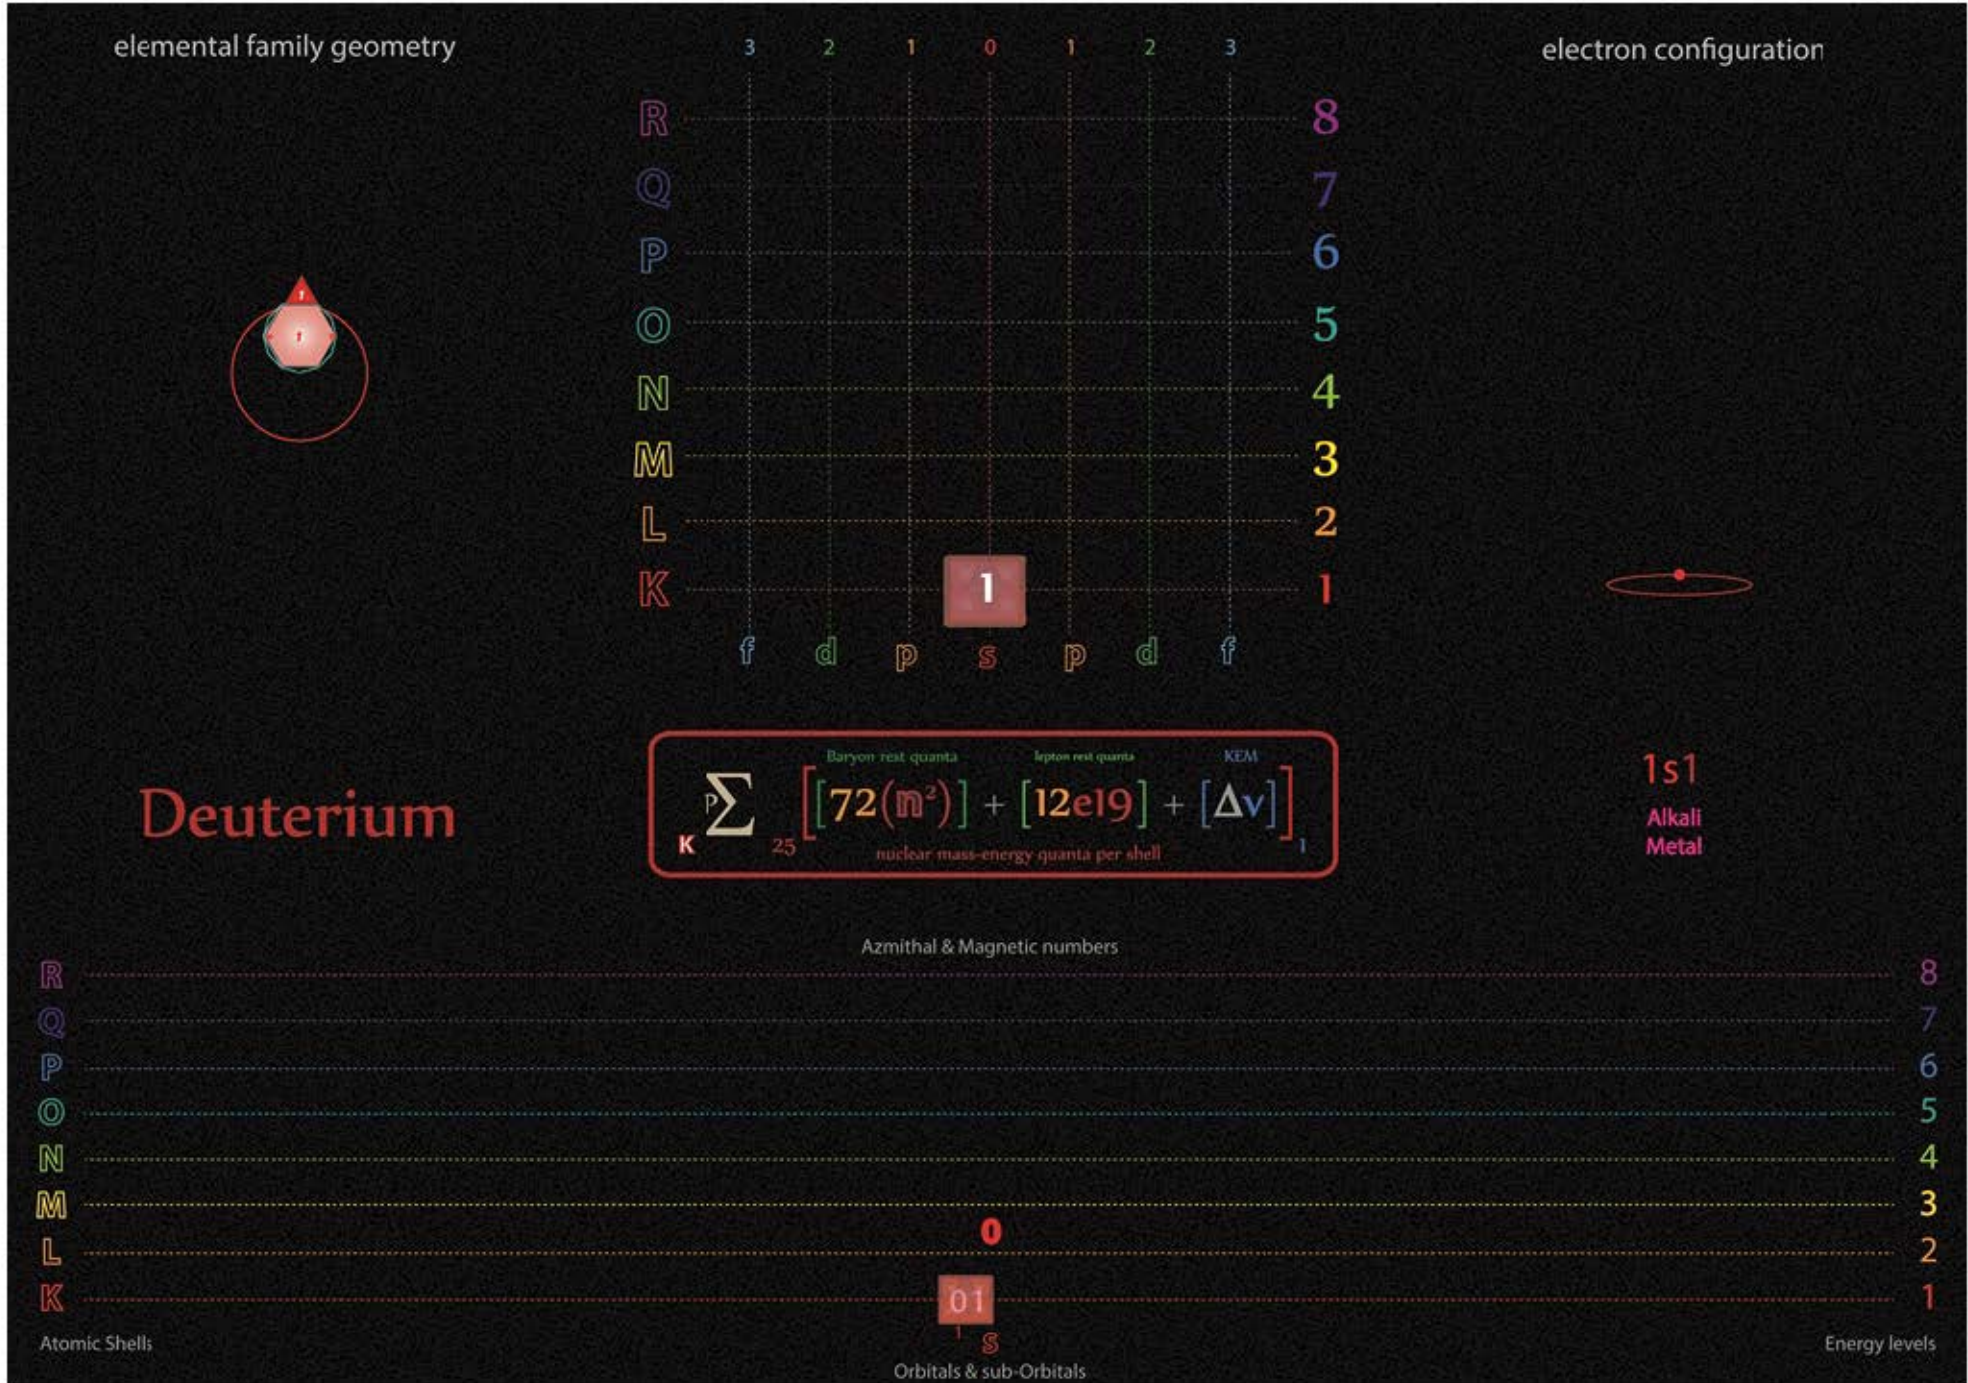 elemental family geometry
3 2 1 0 1 2 3
electron configuration
R 8
Q 7
P 6
O 5
N 4
M 3
L 2
K 1 1
f d p s p d f
1
1
Baryon rest quanta lepton rest quanta KEM
P∑ [[72(n²)] + [12e19] + [Δv]]
K 25 1
nuclear mass-energy quanta per shell
Deuterium
1s1
Alkali
Metal
Azmithal & Magnetic numbers
R 8
Q 7
P 6
O 5
N 4
M 3
0
L 2
K 01 1
1 s
Atomic Shells
Energy levels
Orbitals & sub-Orbitals